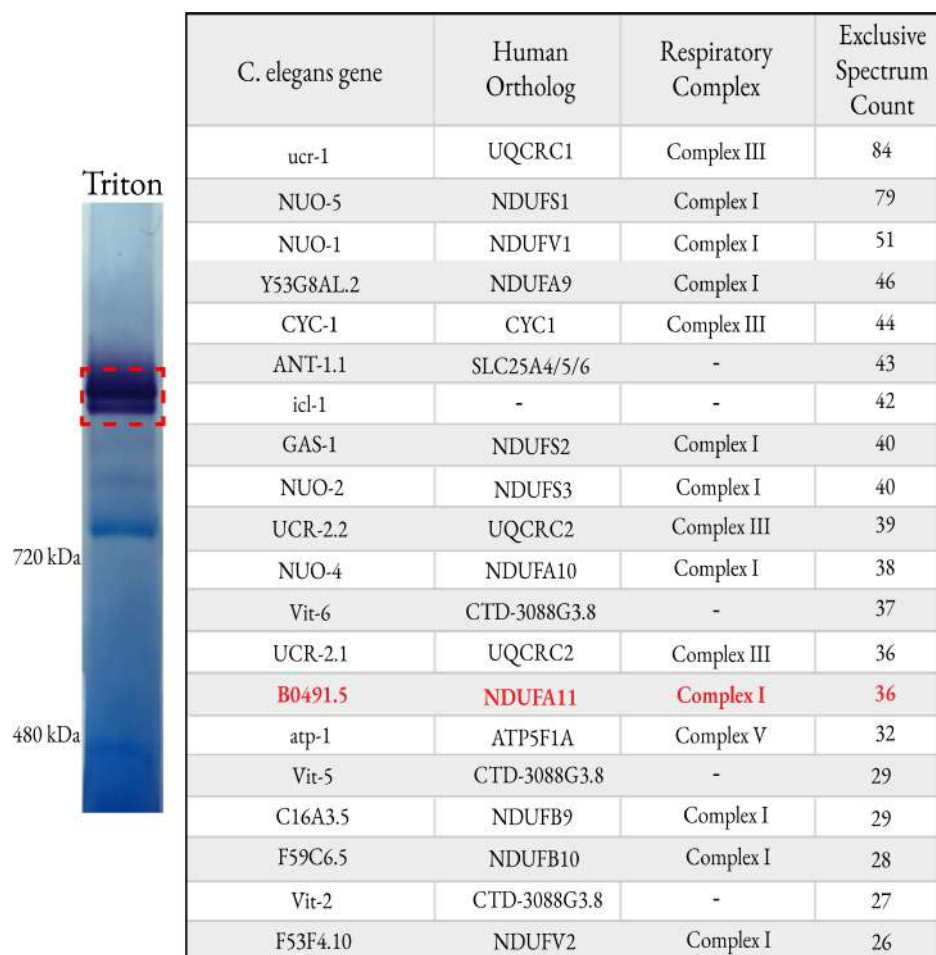 C. elegans gene Human Ortholog Respiratory Complex Exclusive Spectrum Count
ucr-1 UQCRC1 Complex III 84
Triton
NUO-5 NDUFS1 Complex I 79
NUO-1 NDUFV1 Complex I 51
Y53G8AL.2 NDUFA9 Complex I 46
CYC-1 CYC1 Complex III 44
ANT-1.1 SLC25A4/5/6 - 43
icl-1 - - 42
GAS-1 NDUFS2 Complex I 40
NUO-2 NDUFS3 Complex I 40
UCR-2.2 UQCRC2 Complex III 39
720 kDa
NUO-4 NDUFA10 Complex I 38
Vit-6 CTD-3088G3.8 - 37
UCR-2.1 UQCRC2 Complex III 36
B0491.5 NDUFA11 Complex I 36
480 kDa
atp-1 ATP5F1A Complex V 32
Vit-5 CTD-3088G3.8 - 29
C16A3.5 NDUFB9 Complex I 29
F59C6.5 NDUFB10 Complex I 28
Vit-2 CTD-3088G3.8 - 27
F53F4.10 NDUFV2 Complex I 26